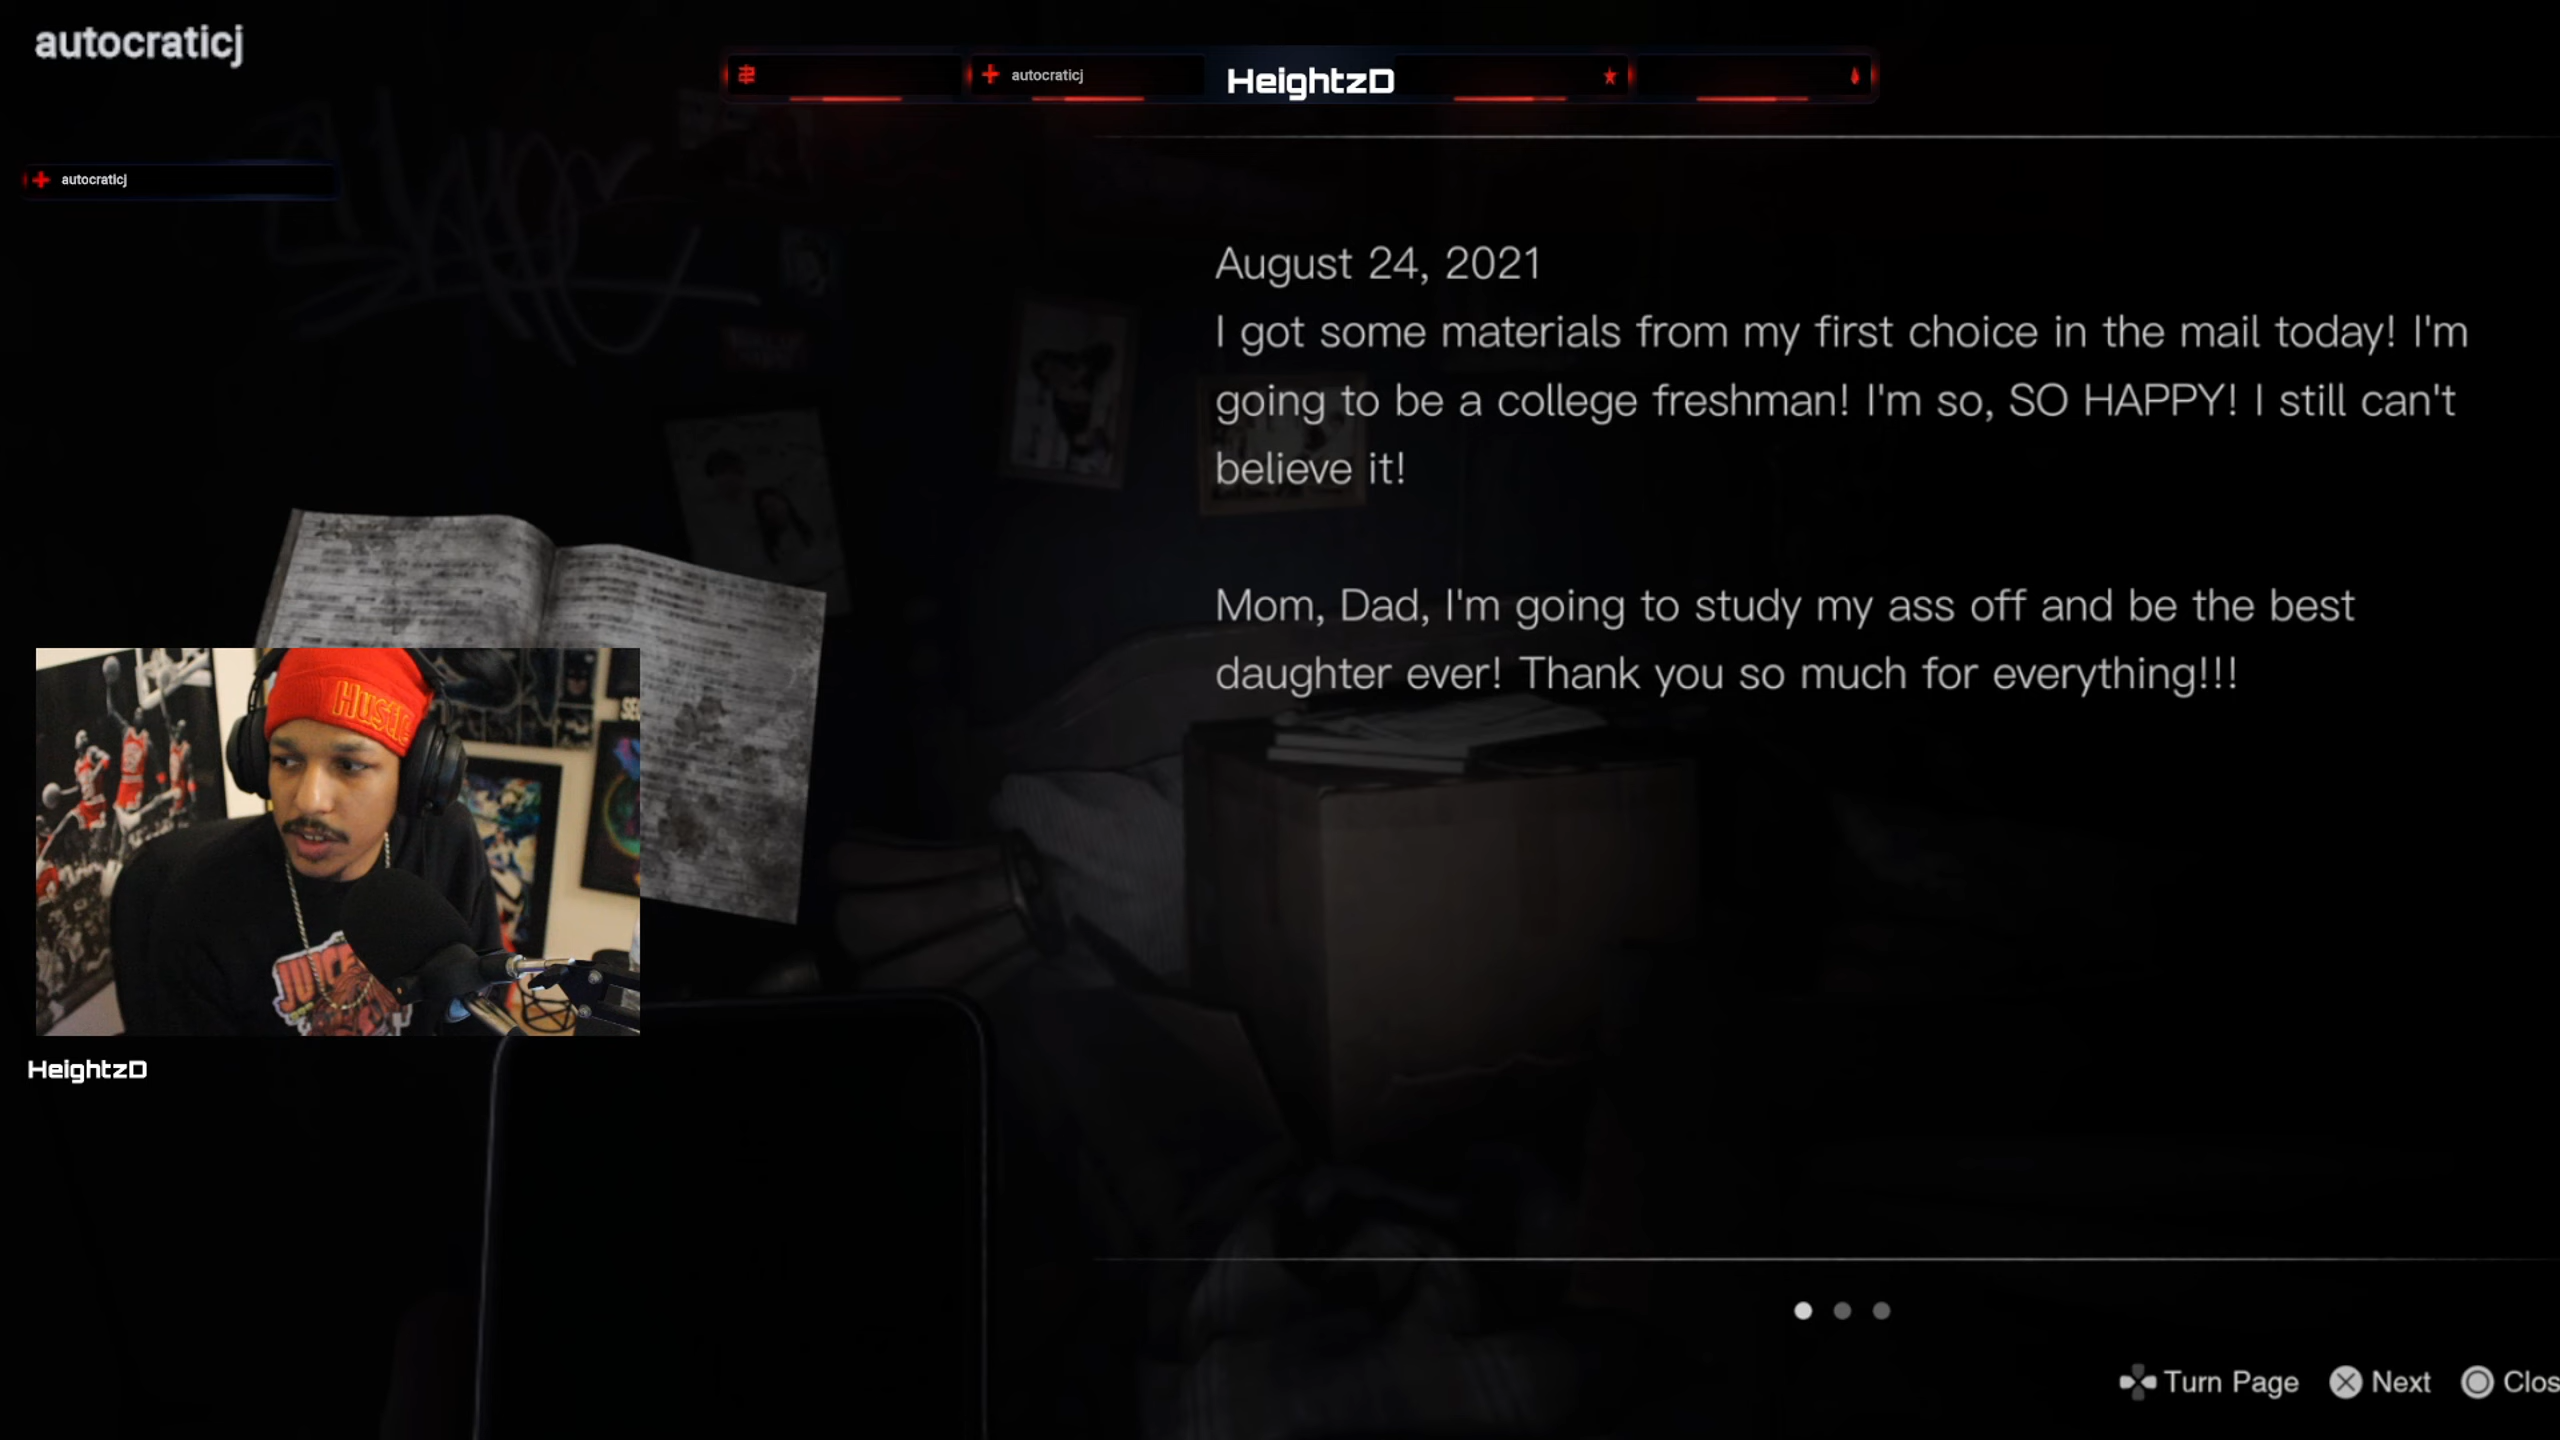 autocraticj
autocraticj
HeightzD
autocraticj
August 24, 2021
I got some materials from my first choice in the mail today! I'm
going to be a college freshman! I'm so, SO HAPPY! I still can't
believe it!
Mom, Dad, I'm going to study my ass off and be the best
daughter ever! Thank you so much for everything!!!
Hustle
JUICE
HeightzD
Turn Page
Next
Clos